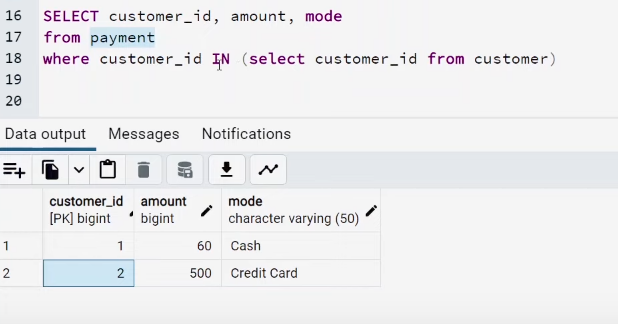 16 SELECT customer_id, amount, mode
17 from payment
18 where customer_id IN (select customer_id from customer)
19
20
Data output Messages Notifications
customer_id amount mode
[PK] bigint bigint character varying (50)
1 1 60 Cash
2 2 500 Credit Card